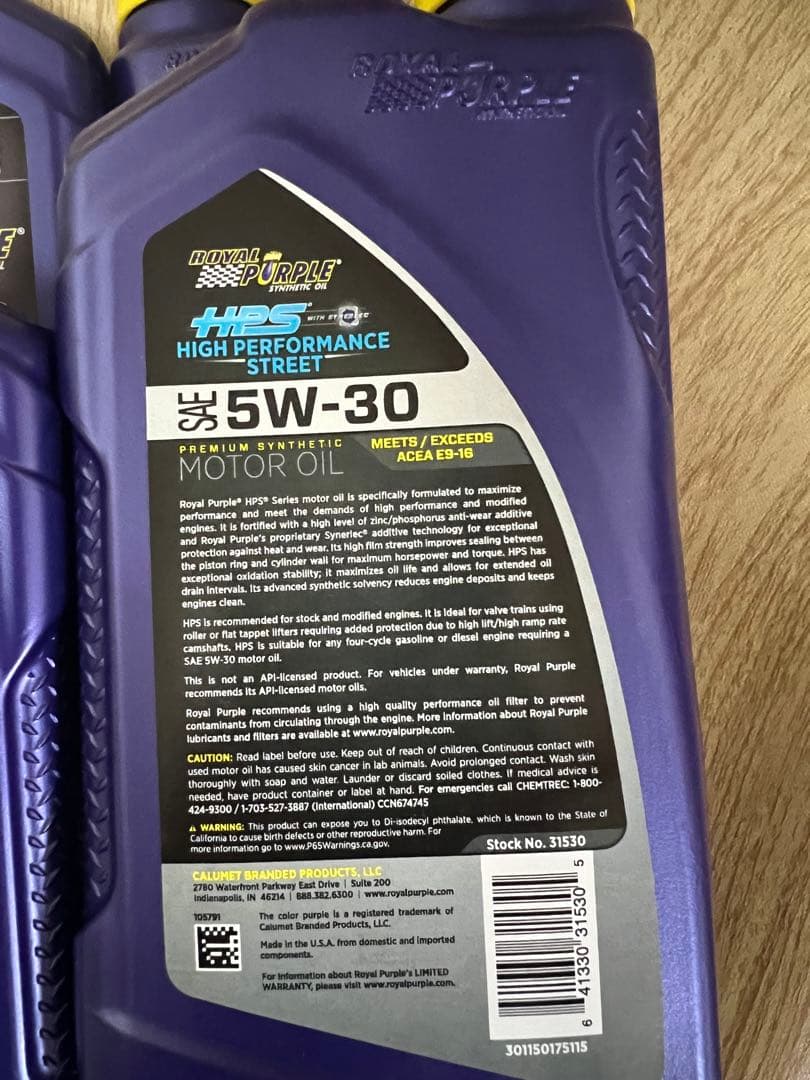 ROYAL
PURPLE
ROYAL
PURPLE®
SYNTHETIC OIL
HPS® WITH SYNERLEC
HIGH PERFORMANCE
STREET
SAE 5W-30
PREMIUM SYNTHETIC
MOTOR OIL
MEETS / EXCEEDS
ACEA E9-16
Royal Purple® HPS® Series motor oil is specifically formulated to maximize
performance and meet the demands of high performance and modified
engines. It is fortified with a high level of zinc/phosphorus anti-wear additive
and Royal Purple's proprietary Synerlec® additive technology for exceptional
protection against heat and wear. Its high film strength improves sealing between
the piston ring and cylinder wall for maximum horsepower and torque. HPS has
exceptional oxidation stability; it maximizes oil life and allows for extended oil
drain intervals. Its advanced synthetic solvency reduces engine deposits and keeps
engines clean.
HPS is recommended for stock and modified engines. It is ideal for valve trains using
roller or flat tappet lifters requiring added protection due to high lift/high ramp rate
camshafts. HPS is suitable for any four-cycle gasoline or diesel engine requiring a
SAE 5W-30 motor oil.
This is not an API-licensed product. For vehicles under warranty, Royal Purple
recommends its API-licensed motor oils.
Royal Purple recommends using a high quality performance oil filter to prevent
contaminants from circulating through the engine. More information about Royal Purple
lubricants and filters are available at www.royalpurple.com.
CAUTION: Read label before use. Keep out of reach of children. Continuous contact with
used motor oil has caused skin cancer in lab animals. Avoid prolonged contact. Wash skin
thoroughly with soap and water. Launder or discard soiled clothes. If medical advice is
needed, have product container or label at hand. For emergencies call CHEMTREC: 1-800-
424-9300 / 1-703-527-3887 (International) CCN674745
⚠ WARNING: This product can expose you to Di-isodecyl phthalate, which is known to the State of
California to cause birth defects or other reproductive harm. For
more information go to www.P65Warnings.ca.gov.
Stock No. 31530
CALUMET BRANDED PRODUCTS, LLC
2780 Waterfront Parkway East Drive | Suite 200
Indianapolis, IN 46214 | 888.382.6300 | www.royalpurple.com
105791
The color purple is a registered trademark of
Calumet Branded Products, LLC.
Made in the U.S.A. from domestic and imported
components.
For information about Royal Purple's LIMITED
WARRANTY, please visit www.royalpurple.com.
6 41330 31530 5
301150175115